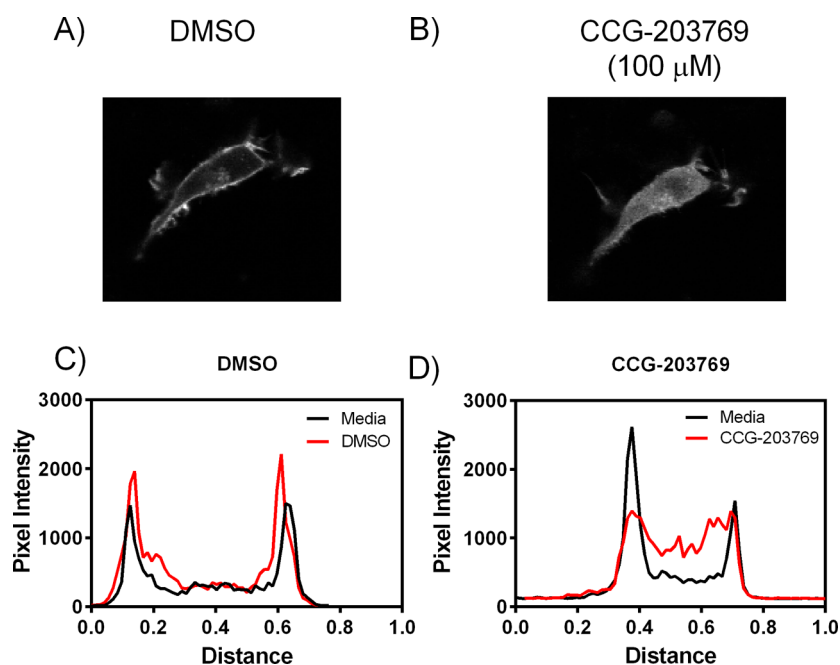 A)
DMSO
B)
CCG-203769
(100 μM)
C)
DMSO
Pixel Intensity
3000
2000
1000
0
Media
DMSO
0.0 0.2 0.4 0.6 0.8 1.0
Distance
D)
CCG-203769
Pixel Intensity
3000
2000
1000
0
Media
CCG-203769
0.0 0.2 0.4 0.6 0.8 1.0
Distance